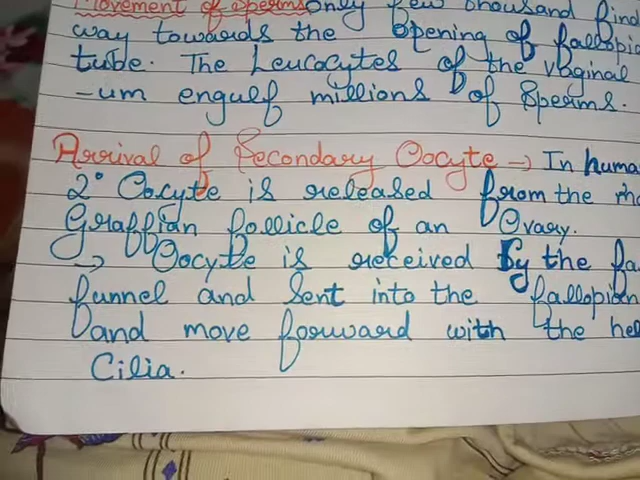 Movement of Sperms Only few thousand find
way towards the opening of fallopi
tube. The Leucocytes of the vaginal
-um engulf millions of Sperms.
Arrival of Secondary Oocyte → In huma
2° Oocyte is released from the
Graffian follicle of an Ovary.
→ Oocyte is received by the fa
funnel and Sent into the fallopian
and move forward with the hel
Cilia.